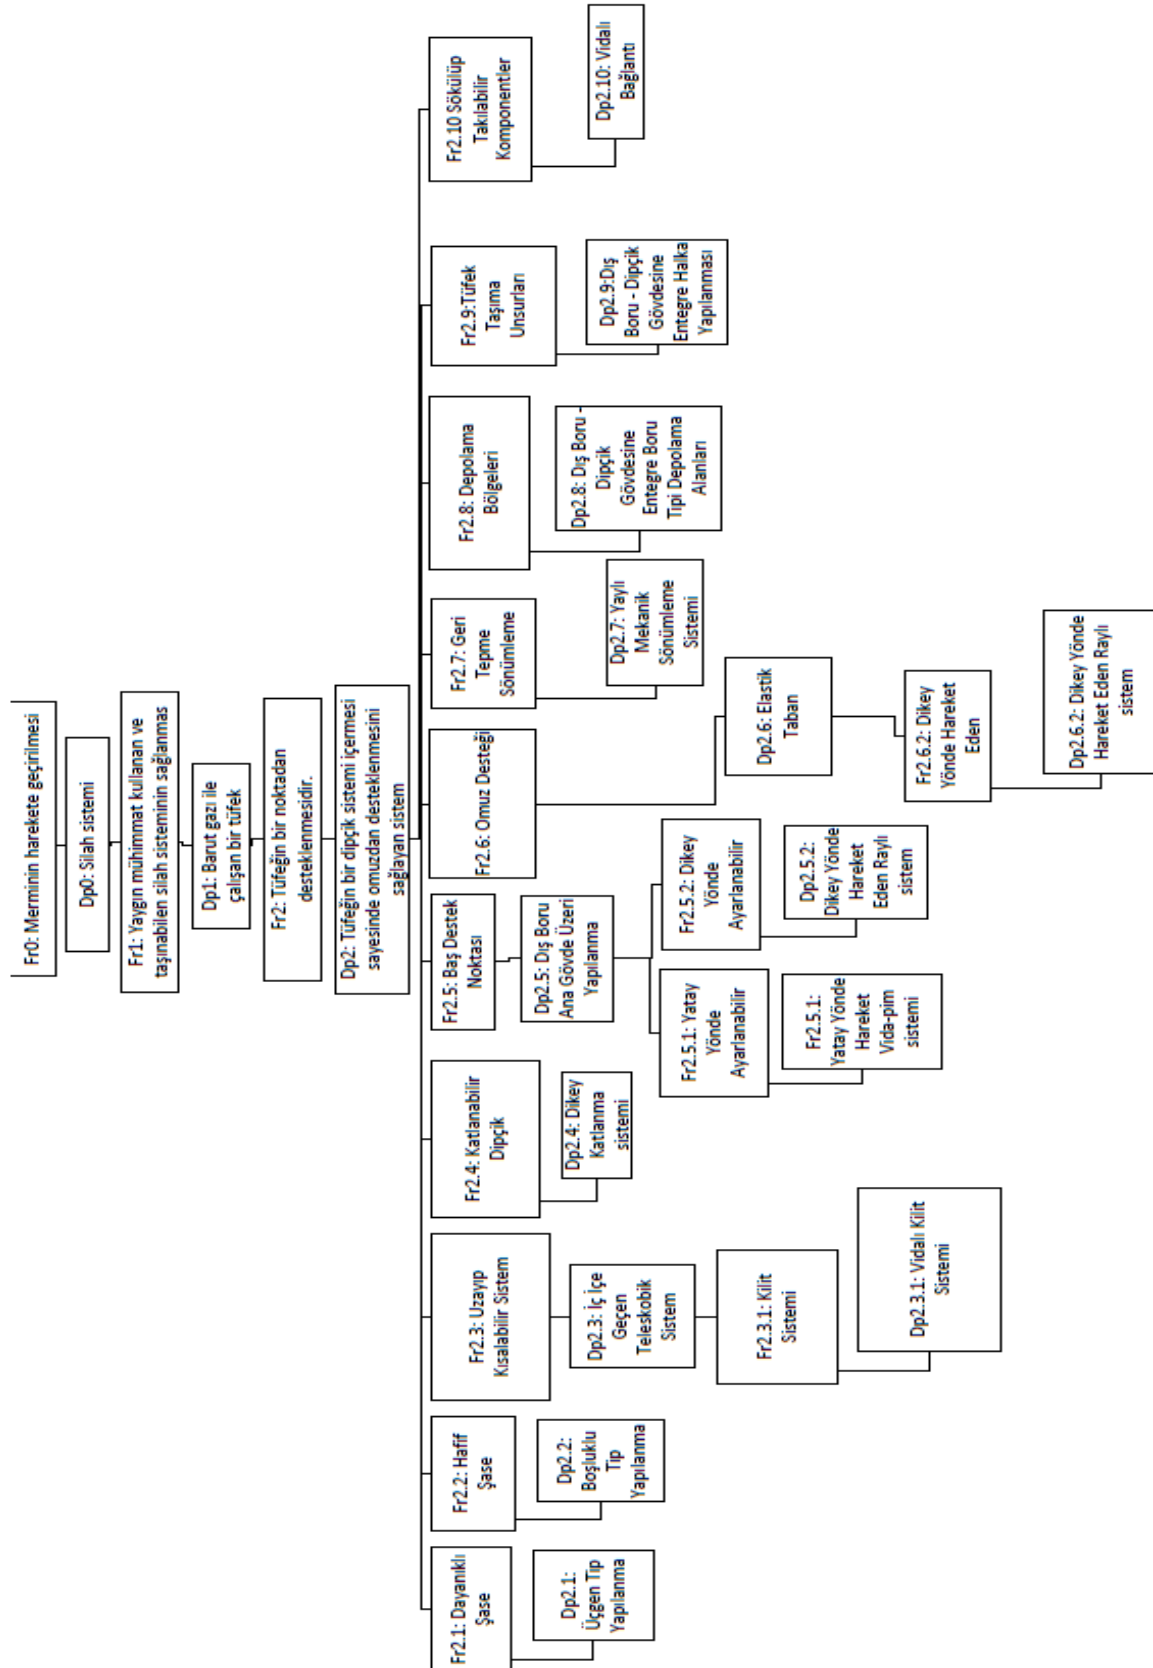 Fr0: Merminin harekete geçirilmesi
Dp0: Silah sistemi
Fr1: Yaygın mühimmat kullanan ve
taşınabilen silah sisteminin sağlanmas
Dp1: Barut gazı ile
çalışan bir tüfek
Fr2: Tüfeğin bir noktadan
desteklenmesidir.
Dp2: Tüfeğin bir dipçik sistemi içermesi
sayesinde omuzdan desteklenmesini
sağlayan sistem
Fr2.1: Dayanıklı
Şase
Dp2.1:
Üçgen Tip
Yapılanma
Fr2.2: Hafif
Şase
Dp2.2:
Boşluklu
Tip
Yapılanma
Fr2.3: Uzayıp
Kısalabilir Sistem
Dp2.3: İç İçe
Geçen
Teleskobik
Sistem
Fr2.3.1: Kilit
Sistemi
Dp2.3.1: Vidalı Kilit
Sistemi
Fr2.4: Katlanabilir
Dipçik
Dp2.4: Dikey
Katlanma
sistemi
Fr2.5: Baş Destek
Noktası
Dp2.5: Dış Boru
Ana Gövde Üzeri
Yapılanma
Fr2.5.1: Yatay
Yönde
Ayarlanabilir
Fr2.5.1:
Yatay Yönde
Hareket
Vida-pim
sistemi
Fr2.5.2: Dikey
Yönde
Ayarlanabilir
Dp2.5.2:
Dikey Yönde
Hareket
Eden Raylı
sistem
Fr2.6: Omuz Desteği
Dp2.6: Elastik
Taban
Fr2.6.2: Dikey
Yönde Hareket
Eden
Dp2.6.2: Dikey Yönde
Hareket Eden Raylı
sistem
Fr2.7: Geri
Tepme
Sönümleme
Dp2.7: Yaylı
Mekanik
Sönümleme
Sistemi
Fr2.8: Depolama
Bölgeleri
Dp2.8: Dış Boru -
Dipçik
Gövdesine
Entegre Boru
Tipi Depolama
Alanları
Fr2.9:Tüfek
Taşıma
Unsurları
Dp2.9:Dış
Boru - Dipçik
Gövdesine
Entegre Halka
Yapılanması
Fr2.10 Sökülüp
Takılabilir
Komponentler
Dp2.10: Vidalı
Bağlantı